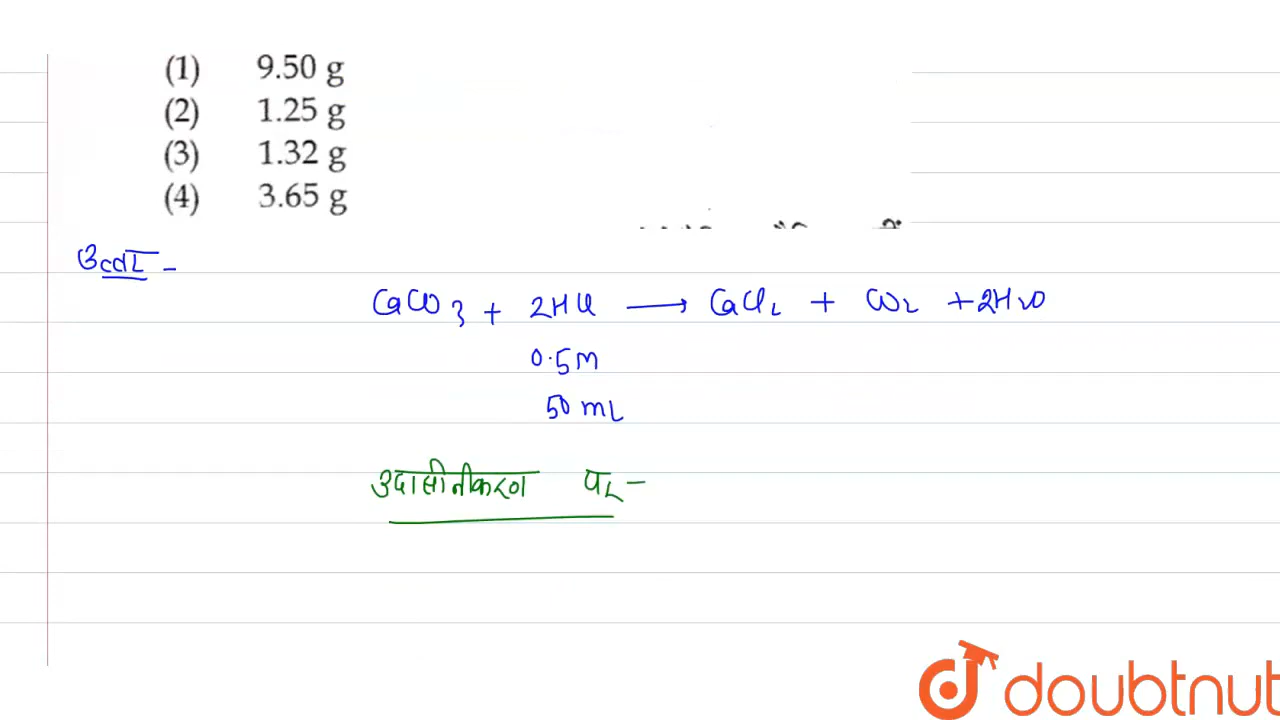 (1) 9.50 g
(2) 1.25 g
(3) 1.32 g
(4) 3.65 g
उत्तर -
CaCO3 + 2HCl ⟶ CaCl2 + CO2 + 2H2O
0.5M
50 mL
उदासीनीकरण पर -
doubtnut